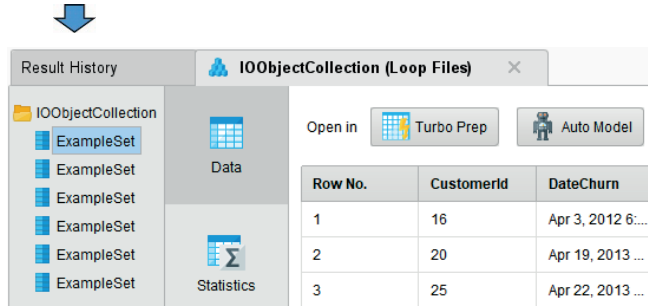 Result History
IOObjectCollection (Loop Files)
IOObjectCollection
ExampleSet
ExampleSet
ExampleSet
ExampleSet
ExampleSet
ExampleSet
Data
Statistics
Open in
Turbo Prep
Auto Model
Row No. CustomerId DateChurn
1 16 Apr 3, 2012 6:...
2 20 Apr 19, 2013 ...
3 25 Apr 22, 2013 ...